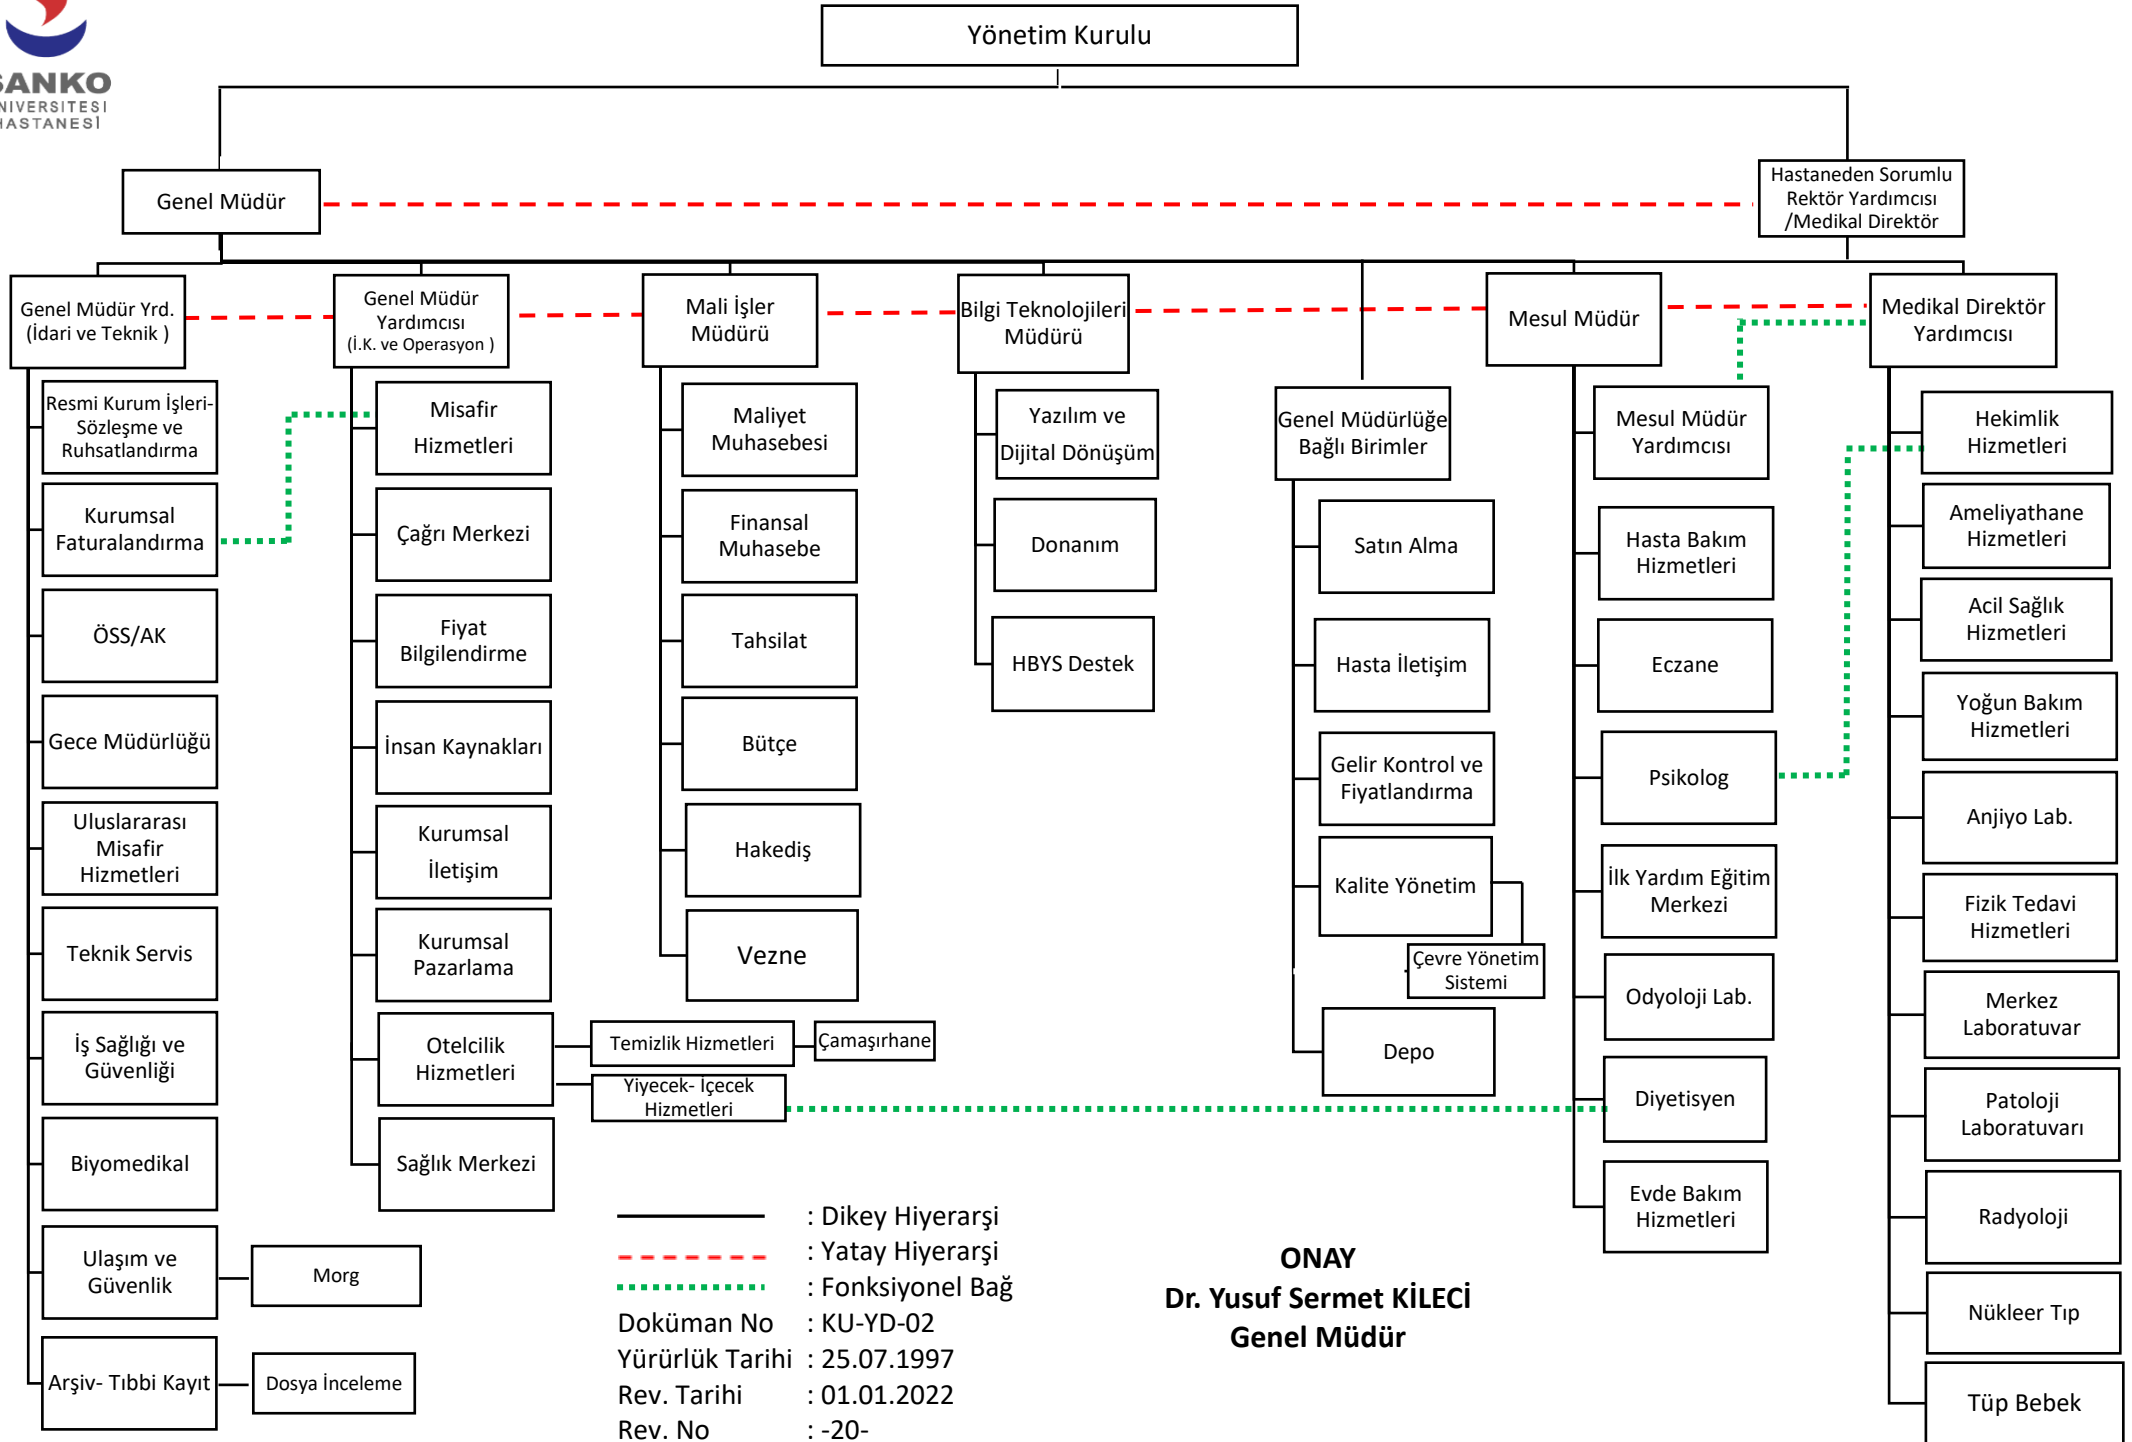 SANKO
ÜNİVERSİTESİ
HASTANESİ
Yönetim Kurulu
Genel Müdür
Hastaneden Sorumlu
Rektör Yardımcısı
/Medikal Direktör
Genel Müdür Yrd.
(İdari ve Teknik )
Genel Müdür
Yardımcısı
(İ.K. ve Operasyon )
Mali İşler
Müdürü
Bilgi Teknolojileri
Müdürü
Mesul Müdür
Medikal Direktör
Yardımcısı
Resmi Kurum İşleri-
Sözleşme ve
Ruhsatlandırma
Kurumsal
Faturalandırma
ÖSS/AK
Gece Müdürlüğü
Uluslararası
Misafir
Hizmetleri
Teknik Servis
İş Sağlığı ve
Güvenliği
Biyomedikal
Ulaşım ve
Güvenlik
Morg
Arşiv- Tıbbi Kayıt
Dosya İnceleme
Misafir
Hizmetleri
Çağrı Merkezi
Fiyat
Bilgilendirme
İnsan Kaynakları
Kurumsal
İletişim
Kurumsal
Pazarlama
Otelcilik
Hizmetleri
Temizlik Hizmetleri
Çamaşırhane
Yiyecek- İçecek
Hizmetleri
Sağlık Merkezi
Maliyet
Muhasebesi
Finansal
Muhasebe
Tahsilat
Bütçe
Hakediş
Vezne
Yazılım ve
Dijital Dönüşüm
Donanım
HBYS Destek
Genel Müdürlüğe
Bağlı Birimler
Satın Alma
Hasta İletişim
Gelir Kontrol ve
Fiyatlandırma
Kalite Yönetim
Çevre Yönetim
Sistemi
Depo
Mesul Müdür
Yardımcısı
Hasta Bakım
Hizmetleri
Eczane
Psikolog
İlk Yardım Eğitim
Merkezi
Odyoloji Lab.
Diyetisyen
Evde Bakım
Hizmetleri
Hekimlik
Hizmetleri
Ameliyathane
Hizmetleri
Acil Sağlık
Hizmetleri
Yoğun Bakım
Hizmetleri
Anjiyo Lab.
Fizik Tedavi
Hizmetleri
Merkez
Laboratuvar
Patoloji
Laboratuvarı
Radyoloji
Nükleer Tıp
Tüp Bebek
: Dikey Hiyerarşi
: Yatay Hiyerarşi
: Fonksiyonel Bağ
Doküman No : KU-YD-02
Yürürlük Tarihi : 25.07.1997
Rev. Tarihi : 01.01.2022
Rev. No : -20-
ONAY
Dr. Yusuf Sermet KİLECİ
Genel Müdür